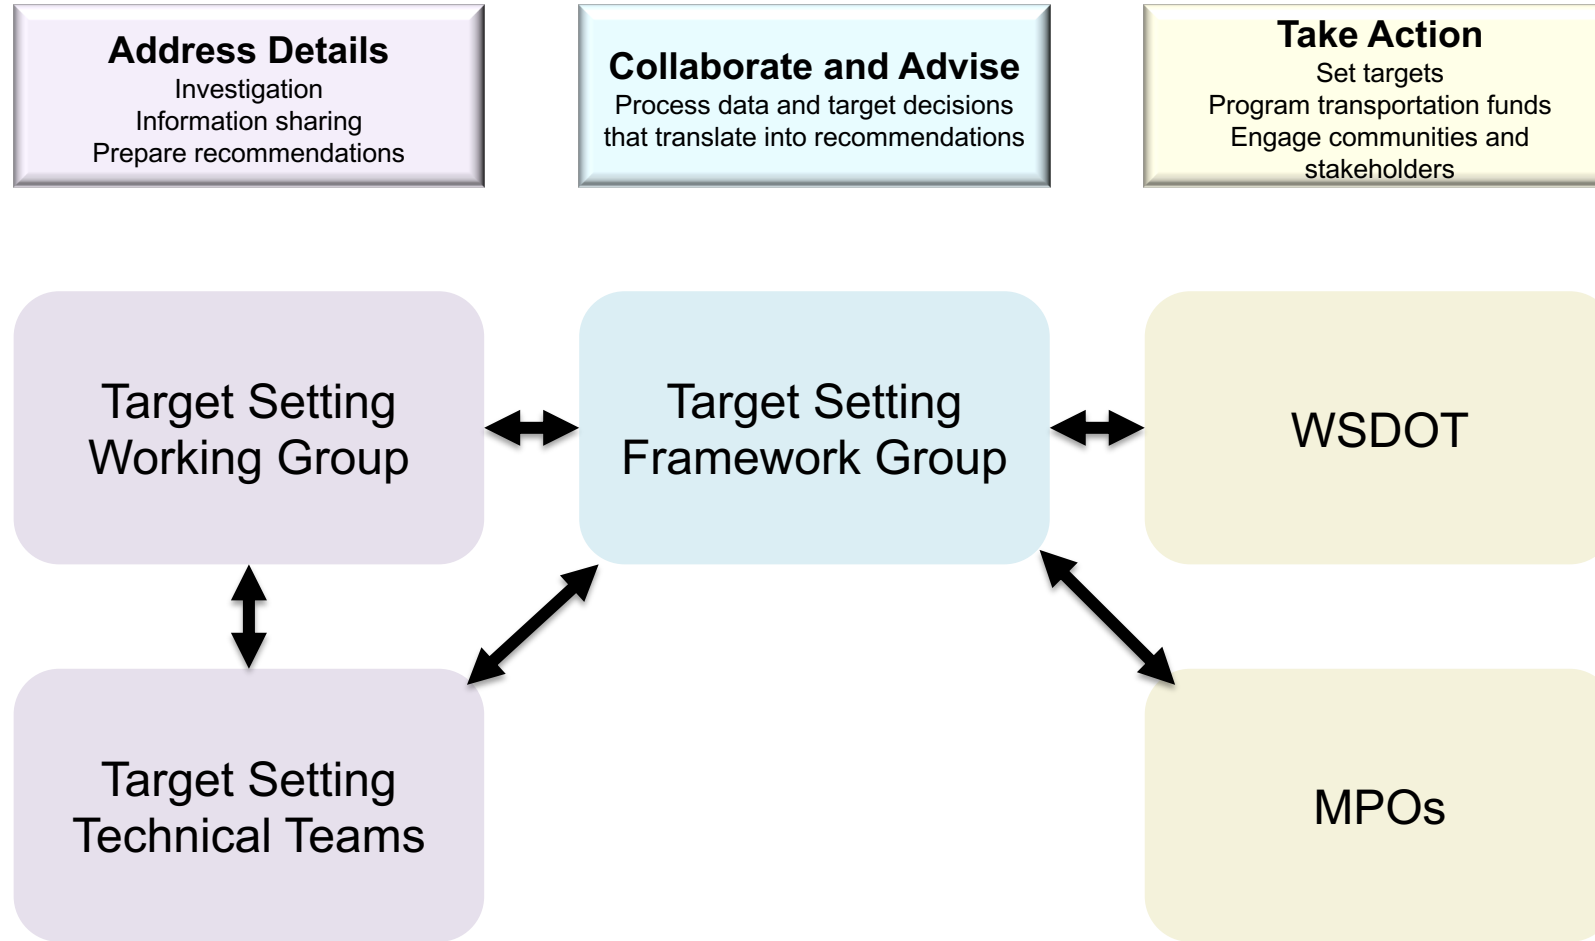 Address Details
Investigation
Information sharing
Prepare recommendations
Collaborate and Advise
Process data and target decisions
that translate into recommendations
Take Action
Set targets
Program transportation funds
Engage communities and
stakeholders
Target Setting
Working Group
Target Setting
Framework Group
WSDOT
Target Setting
Technical Teams
MPOs